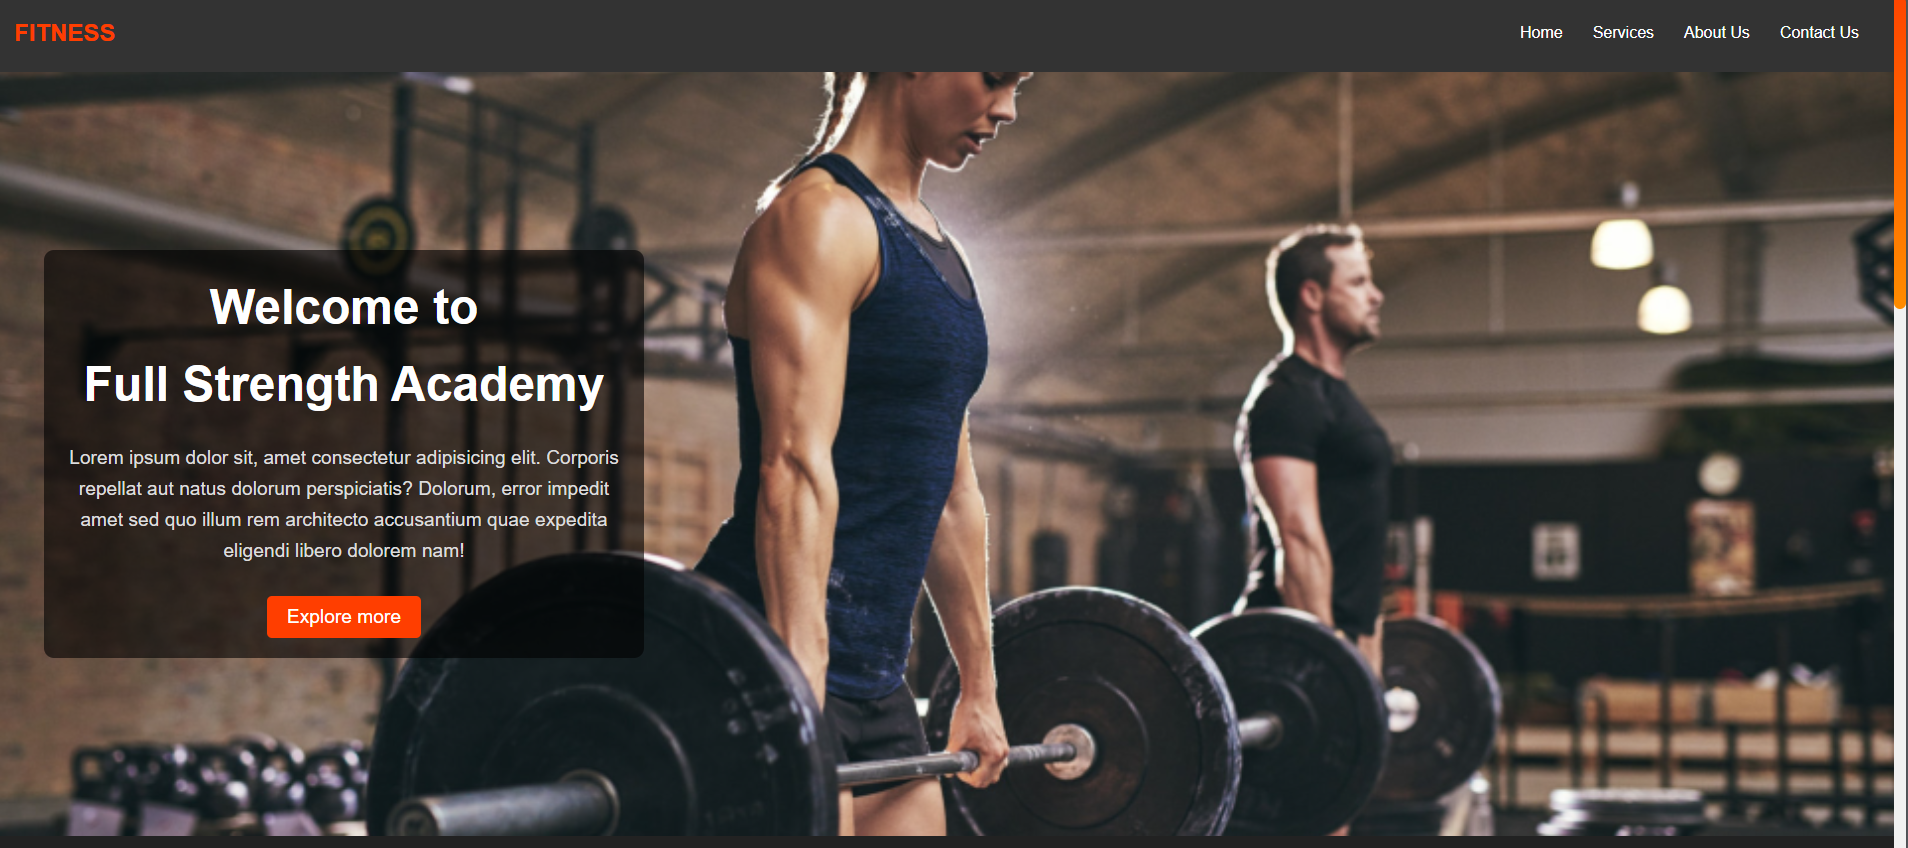 FITNESS
Home Services About Us Contact Us
Welcome to
Full Strength Academy
Lorem ipsum dolor sit, amet consectetur adipisicing elit. Corporis
repellat aut natus dolorum perspiciatis? Dolorum, error impedit
amet sed quo illum rem architecto accusantium quae expedita
eligendi libero dolorem nam!
Explore more